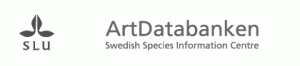 ArtDatabanken
Swedish Species Information Centre
SLU